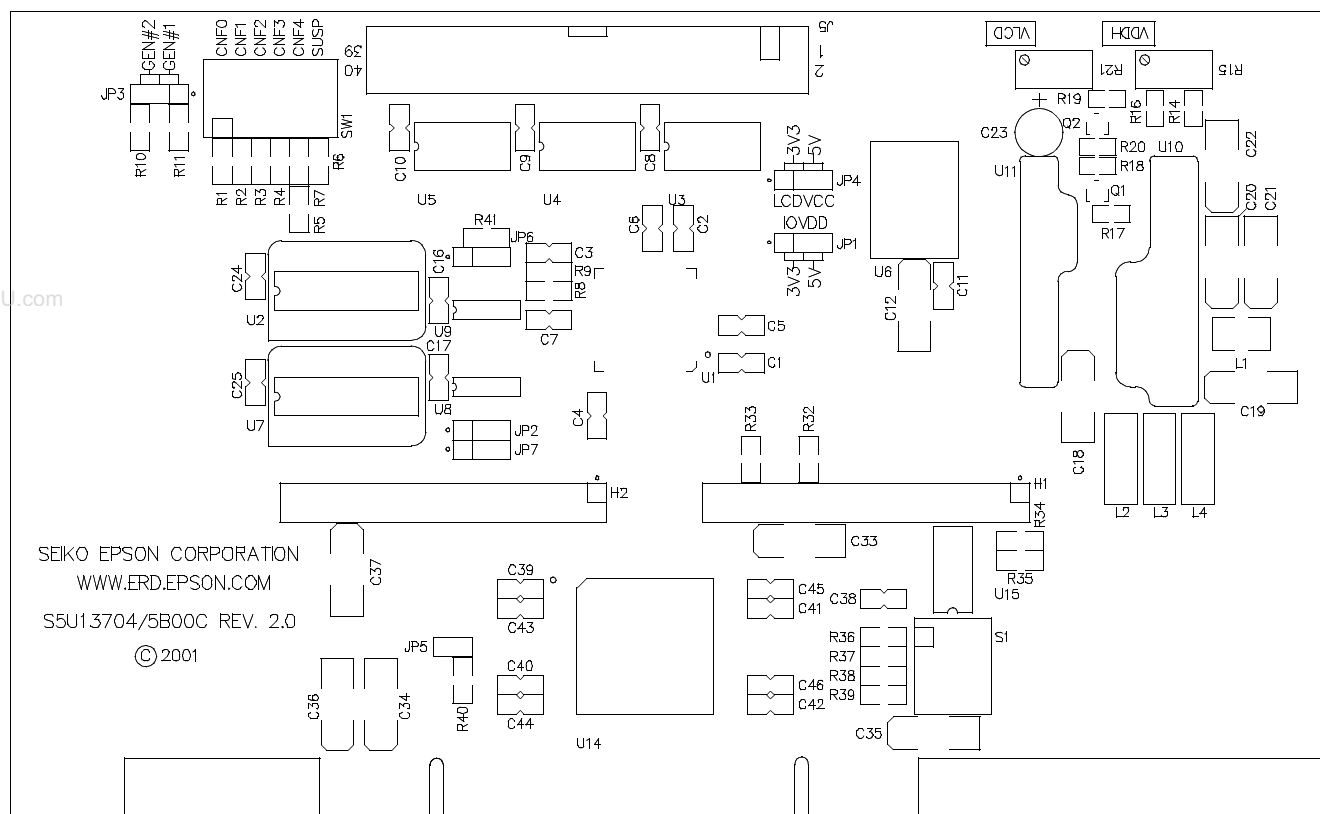 GEN#2
GEN#1
CNF0
CNF1
CNF2
CNF3
CNF4
SUSP
39
40
J5
1
2
VLCD
VDDH
JP3
SW1
R21
R15
R19
R16
R14
R10
R11
R6
C10
C9
C8
3V3
5V
C23
Q2
R20
R18
U10
C22
R1
R2
R3
R4
R7
R5
U5
U4
U3
JP4
LCDVCC
IOVDD
JP1
3V3
5V
U11
Q1
R17
C20
C21
R41
JP6
C16
C3
R9
R8
C6
C2
U6
C12
C11
C24
U2
U9
C7
C5
U.com
C17
C25
U7
U8
C1
U1
L1
C19
C4
JP2
JP7
R33
R32
C18
H2
H1
R34
L2
L3
L4
SEIKO EPSON CORPORATION
WWW.ERD.EPSON.COM
S5U13704/5B00C REV. 2.0
© 2001
C37
C33
R35
U15
C39
C43
C45
C41
C38
JP5
R36
R37
R38
R39
S1
C40
C44
C46
C42
C36
C34
R40
U14
C35